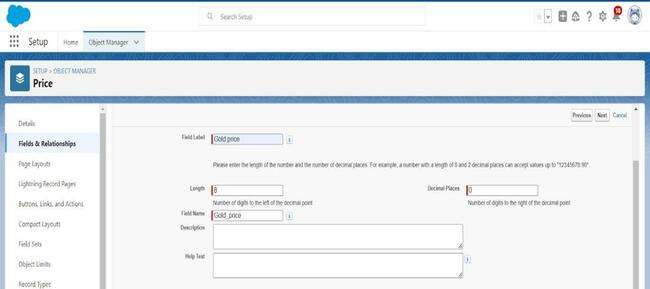 Search Setup
10
Setup
Home
Object Manager
SETUP > OBJECT MANAGER
Price
Details
Fields & Relationships
Page Layouts
Lightning Record Pages
Buttons, Links, and Actions
Compact Layouts
Field Sets
Object Limits
Record Types
Previous Next Cancel
Field Label Gold price
Please enter the length of the number and the number of decimal places. For example, a number with a length of 8 and 2 decimal places can accept values up to "12345678.90"
Length 8 Decimal Places 0
Number of digits to the left of the decimal point Number of digits to the right of the decimal point
Field Name Gold_price
Description
Help Text